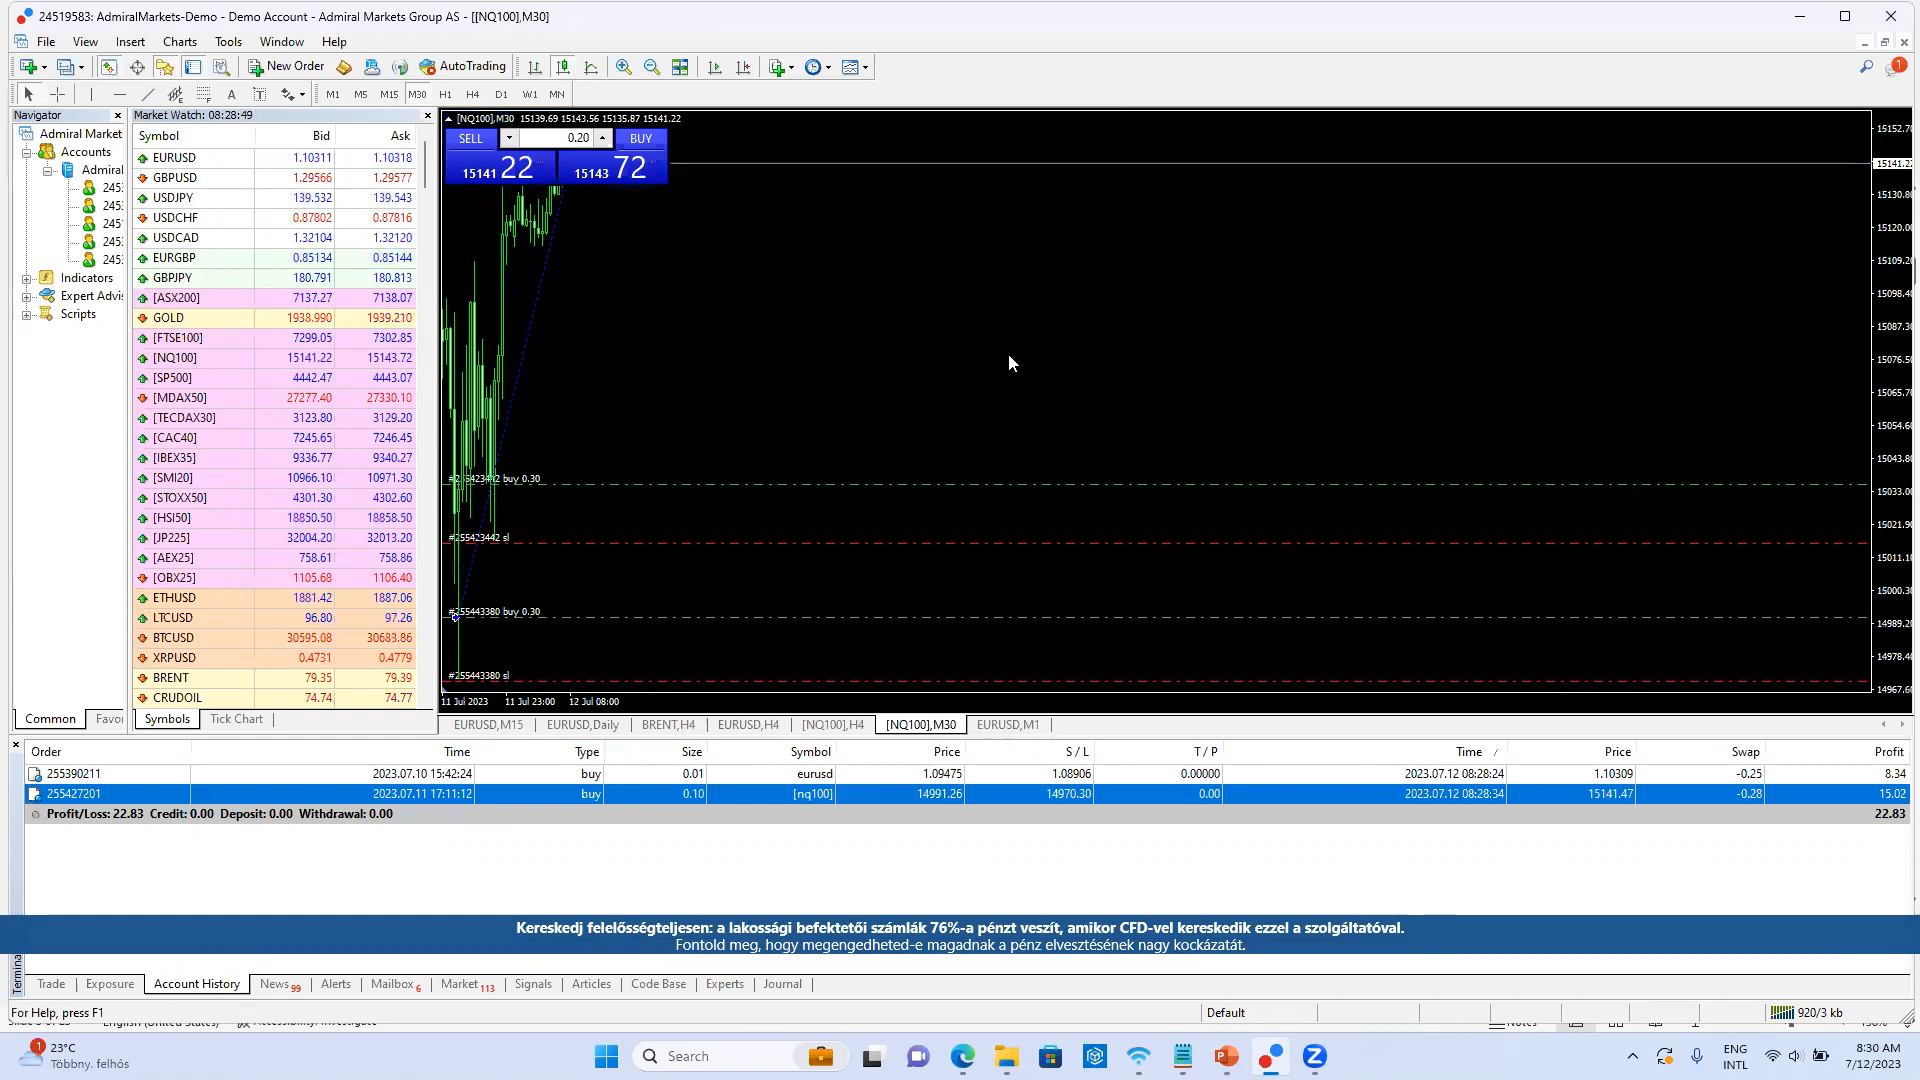 24519583: AdmiralMarkets-Demo - Demo Account - Admiral Markets Group AS - [[NQ100],M30]
File View Insert Charts Tools Window Help
New Order AutoTrading 1
A T M1 M5 M15 M30 H1 H4 D1 W1 MN
Navigator
Admiral Market
Accounts
Admiral
245
245
245
245
Indicators
Expert Advis
Scripts
Common Favo
Market Watch: 08:28:49
Symbol Bid Ask
EURUSD 1.10311 1.10318
GBPUSD 1.29566 1.29577
USDJPY 139.532 139.543
USDCHF 0.87802 0.87816
USDCAD 1.32104 1.32120
EURGBP 0.85134 0.85144
GBPJPY 180.791 180.813
[ASX200] 7137.27 7138.07
GOLD 1938.990 1939.210
[FTSE100] 7299.05 7302.85
[NQ100] 15141.22 15143.72
[SP500] 4442.47 4443.07
[MDAX50] 27277.40 27330.10
[TECDAX30] 3123.80 3129.20
[CAC40] 7245.65 7246.45
[IBEX35] 9336.77 9340.27
[SMI20] 10966.10 10971.30
[STOXX50] 4301.30 4302.60
[HSI50] 18850.50 18858.50
[JP225] 32004.20 32013.20
[AEX25] 758.61 758.86
[OBX25] 1105.68 1106.40
ETHUSD 1881.42 1887.06
LTCUSD 96.80 97.26
BTCUSD 30595.08 30683.86
XRPUSD 0.4731 0.4779
BRENT 79.35 79.39
CRUDOIL 74.74 74.77
Symbols Tick Chart
[NQ100],M30 15139.69 15143.56 15135.87 15141.22
SELL 0.20 BUY
15141 22 15143 72
#255423442 buy 0.30
#255423442 sl
#255443380 buy 0.30
#255443380 sl
15152.70
15141.22
15130.80
15120.00
15109.20
15098.40
15087.30
15076.50
15065.70
15054.60
15043.80
15033.00
15021.90
15011.10
15000.30
14989.20
14978.40
14967.60
11 Jul 2023 11 Jul 23:00 12 Jul 08:00
EURUSD,M15 EURUSD,Daily BRENT,H4 EURUSD,H4 [NQ100],H4 [NQ100],M30 EURUSD,M1
Order Time Type Size Symbol Price S / L T / P Time / Price Swap Profit
255390211 2023.07.10 15:42:24 buy 0.01 eurusd 1.09475 1.08906 0.00000 2023.07.12 08:28:24 1.10309 -0.25 8.34
255427201 2023.07.11 17:11:12 buy 0.10 [nq100] 14991.26 14970.30 0.00 2023.07.12 08:28:34 15141.47 -0.28 15.02
Profit/Loss: 22.83 Credit: 0.00 Deposit: 0.00 Withdrawal: 0.00 22.83
Kereskedj felelősségteljesen: a lakossági befektetői számlák 76%-a pénzt veszít, amikor CFD-vel kereskedik ezzel a szolgáltatóval.
Fontold meg, hogy megengedheted-e magadnak a pénz elvesztésének nagy kockázatát.
Trade Exposure Account History News 99 Alerts Mailbox 6 Market 113 Signals Articles Code Base Experts Journal
For Help, press F1 Default 920/3 kb
23°C
Többny. felhős
Search
ENG
INTL
8:30 AM
7/12/2023